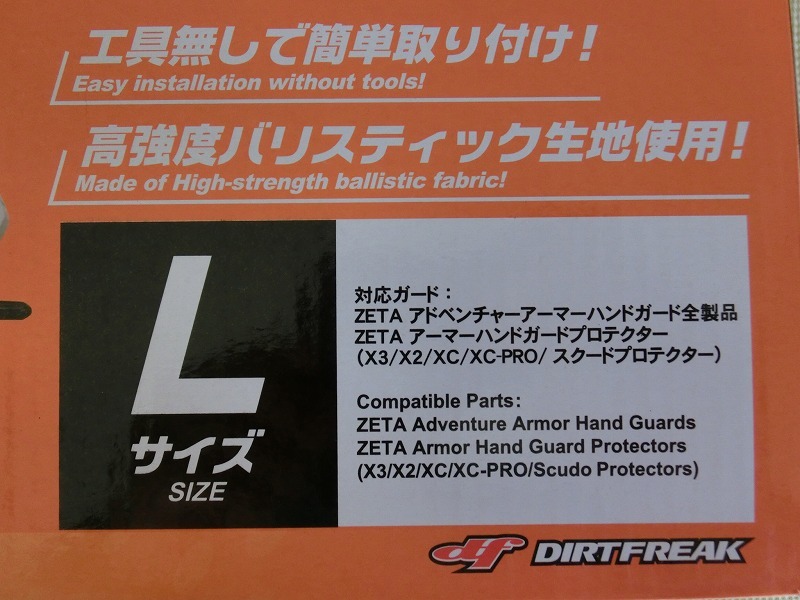 工具無しで簡単取り付け!
Easy installation without tools!
高強度バリスティック生地使用!
Made of High-strength ballistic fabric!
L
サイズ
SIZE
対応ガード:
ZETA アドベンチャーアーマーハンドガード全製品
ZETA アーマーハンドガードプロテクター
(X3/X2/XC/XC-PRO/ スクードプロテクター)
Compatible Parts:
ZETA Adventure Armor Hand Guards
ZETA Armor Hand Guard Protectors
(X3/X2/XC/XC-PRO/Scudo Protectors)
df DIRTFREAK